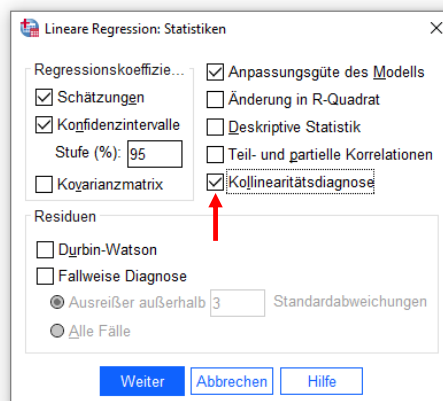 Lineare Regression: Statistiken
Regressionskoeffizie...
Schätzungen
Konfidenzintervalle
Stufe (%): 95
Kovarianzmatrix
Anpassungsgüte des Modells
Änderung in R-Quadrat
Deskriptive Statistik
Teil- und partielle Korrelationen
Kollinearitätsdiagnose
Residuen
Durbin-Watson
Fallweise Diagnose
Ausreißer außerhalb 3 Standardabweichungen
Alle Fälle
Weiter Abbrechen Hilfe